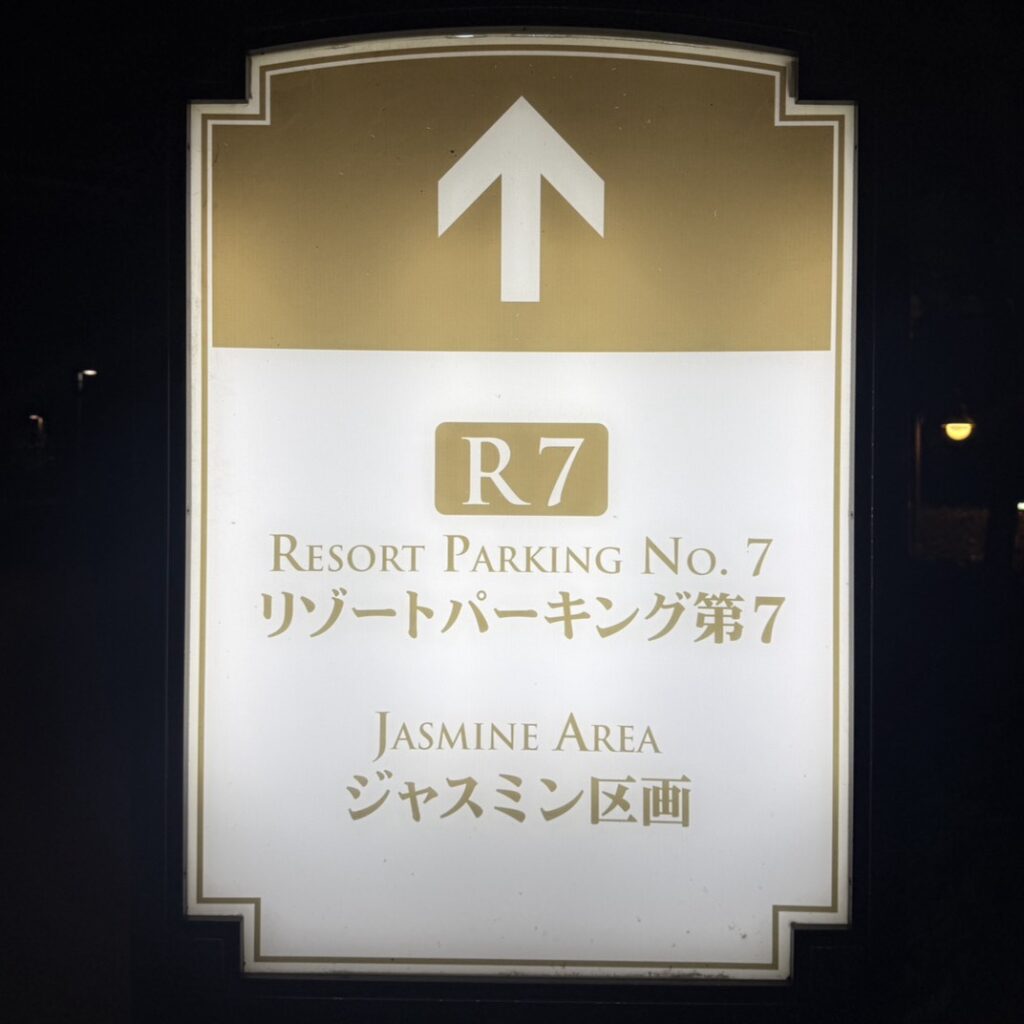 R7
Resort Parking No. 7
リゾートパーキング第7
Jasmine Area
ジャスミン区画